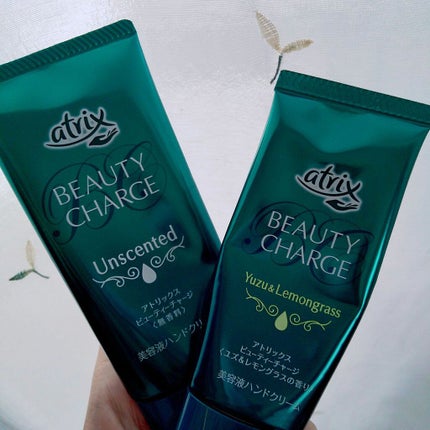 atrix
BEAUTY
CHARGE
Unscented
アトリックス
ビューティーチャージ
〈無香料〉
美容液ハンドクリーム
atrix
BEAUTY
CHARGE
Yuzu&Lemongrass
アトリックス
ビューティーチャージ
〈ユズ&レモングラスの香り〉
美容液ハンドクリーム